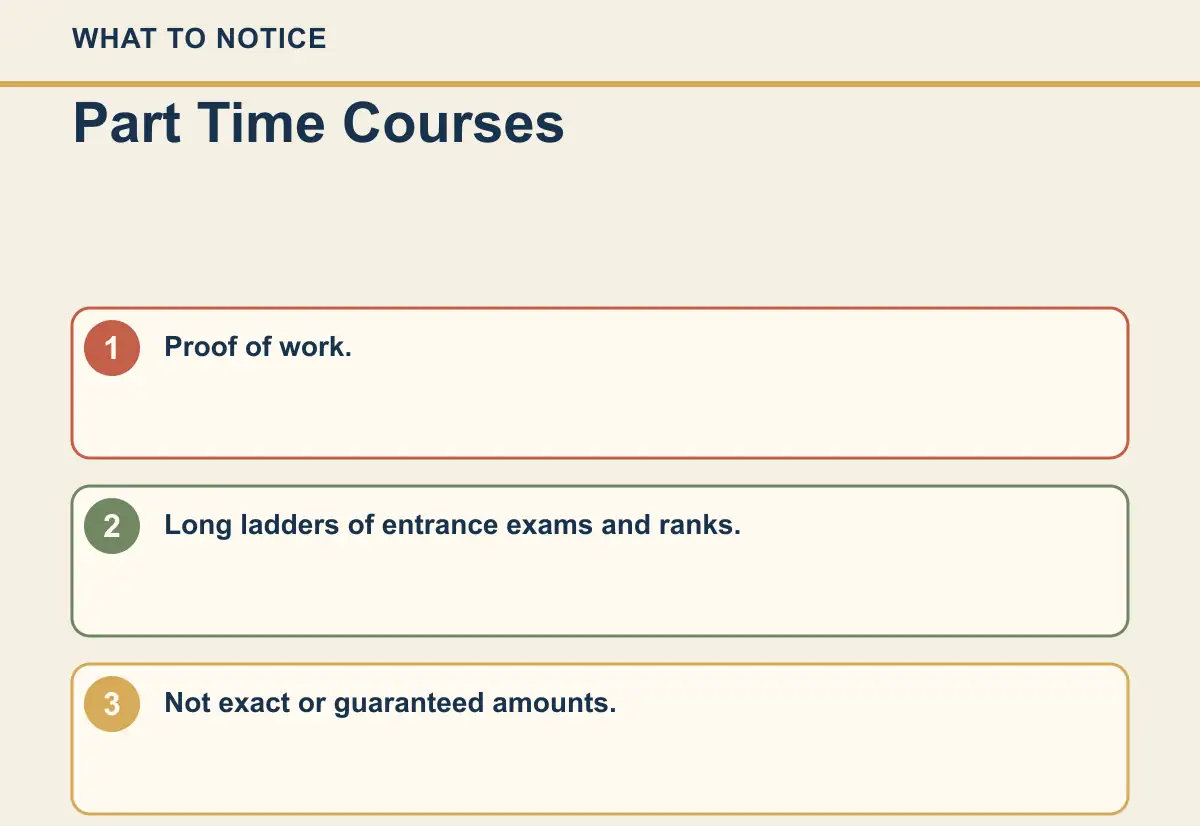 WHAT TO NOTICE
Part Time Courses
1 Proof of work.
2 Long ladders of entrance exams and ranks.
3 Not exact or guaranteed amounts.